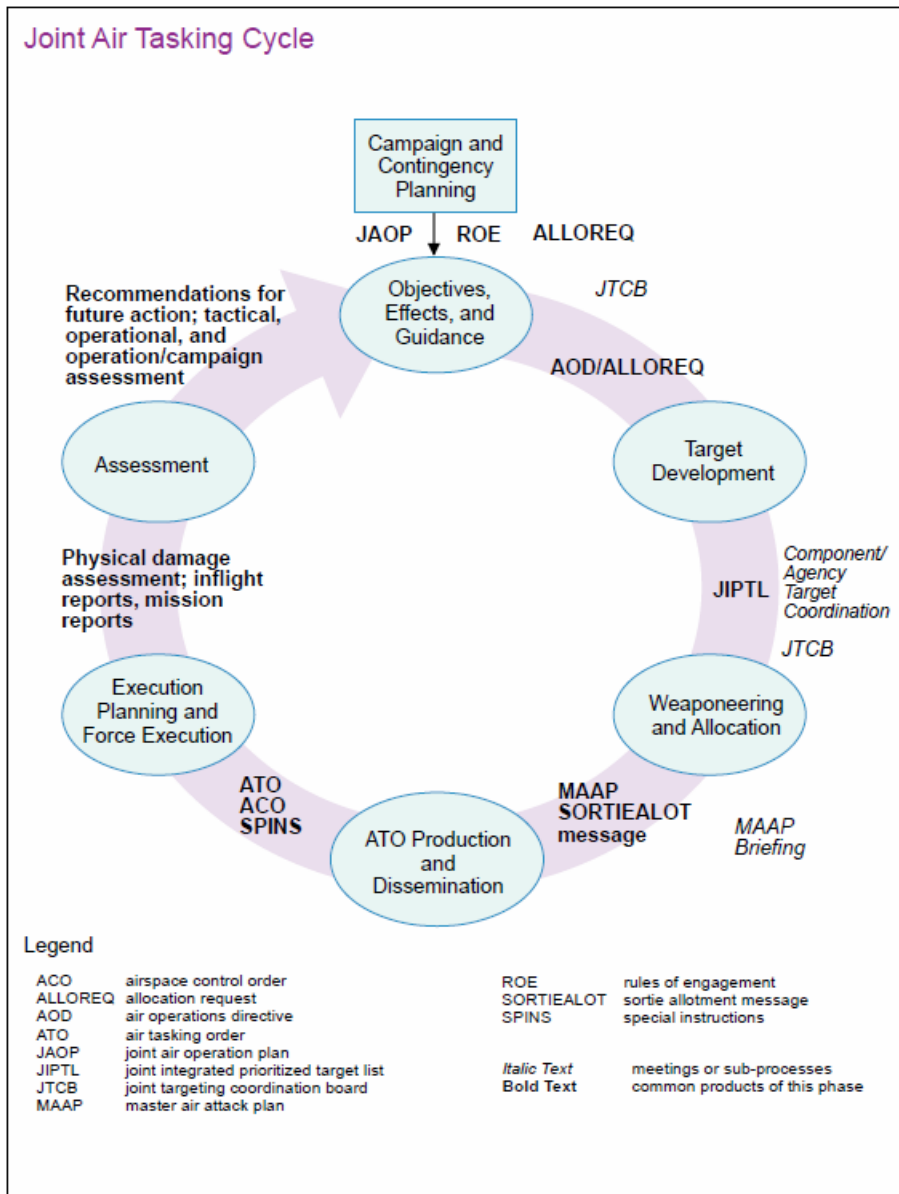 Joint Air Tasking Cycle
Campaign and
Contingency
Planning
JAOP ROE ALLOREQ
Objectives,
Effects, and
Guidance
JTCB
AOD/ALLOREQ
Target
Development
Component/
Agency
Target
Coordination
JIPTL
JTCB
Weaponeering
and Allocation
MAAP
SORTIEALOT
message
MAAP
Briefing
ATO Production
and
Dissemination
ATO
ACO
SPINS
Execution
Planning and
Force Execution
Physical damage
assessment; inflight
reports, mission
reports
Assessment
Recommendations for
future action; tactical,
operational, and
operation/campaign
assessment
Legend
ACO airspace control order
ALLOREQ allocation request
AOD air operations directive
ATO air tasking order
JAOP joint air operation plan
JIPTL joint integrated prioritized target list
JTCB joint targeting coordination board
MAAP master air attack plan
ROE rules of engagement
SORTIEALOT sortie allotment message
SPINS special instructions
Italic Text meetings or sub-processes
Bold Text common products of this phase